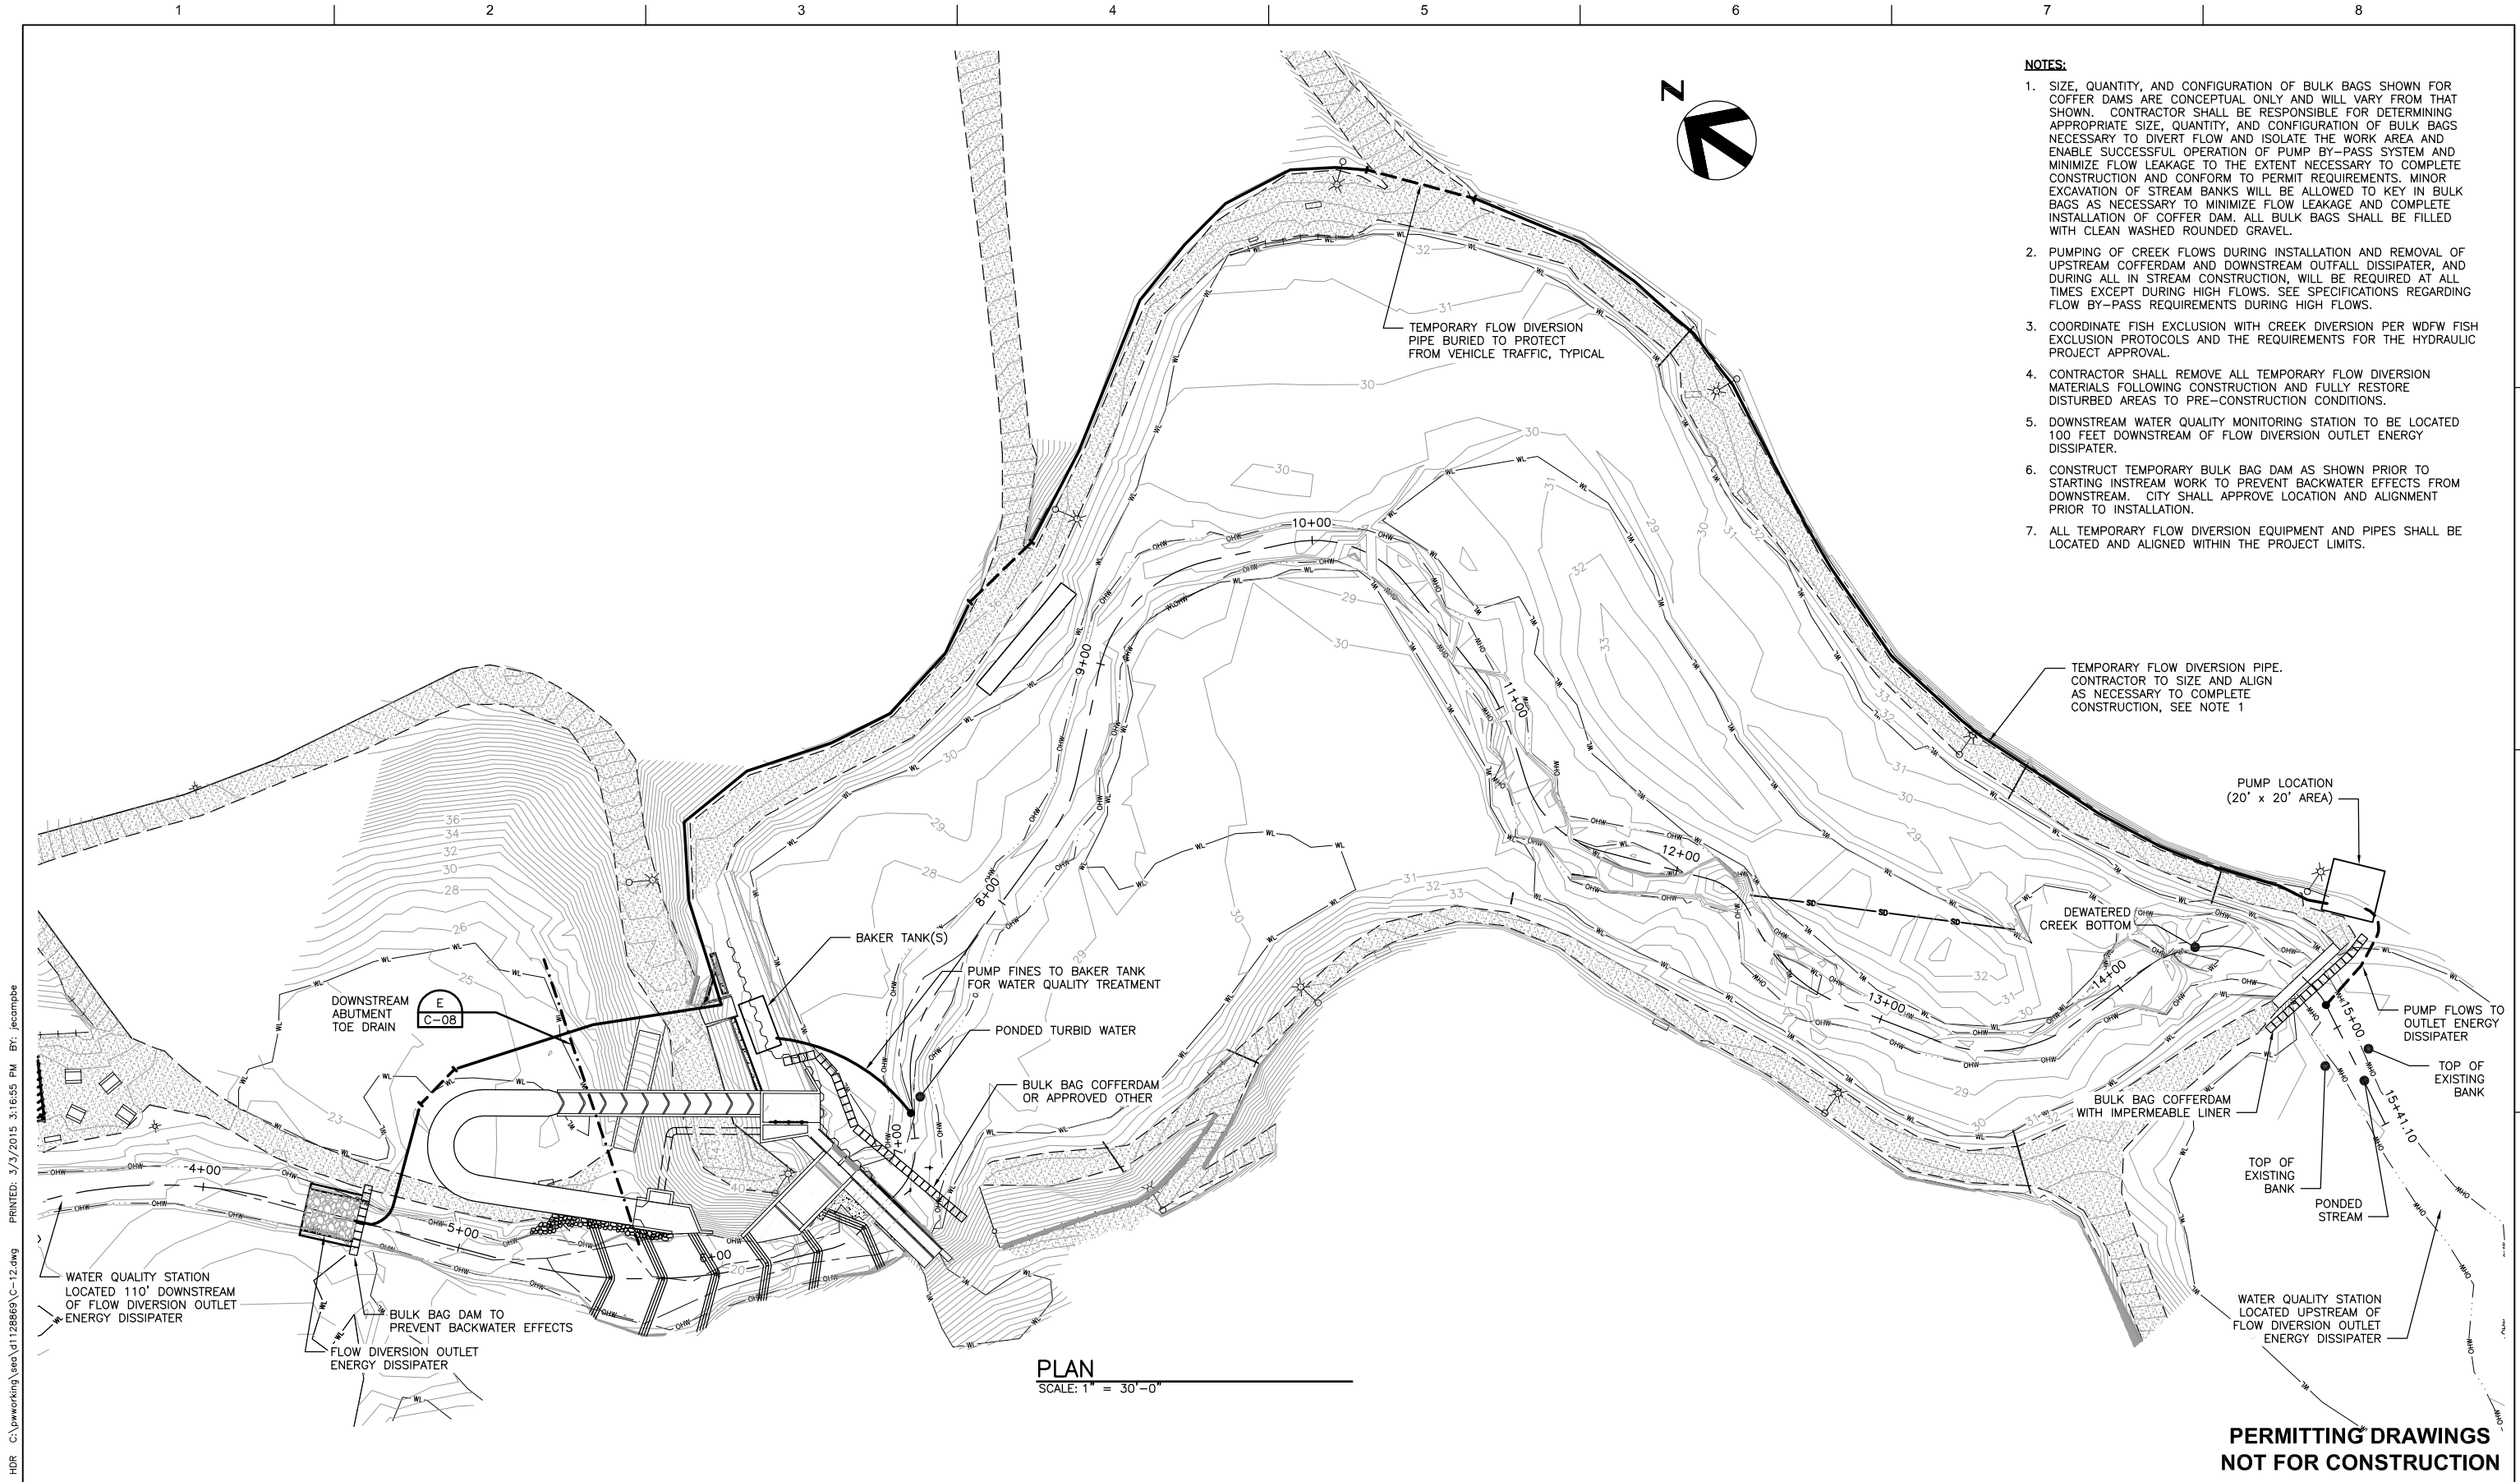 1 2 3 4 5 6 7 8
NOTES:
1. SIZE, QUANTITY, AND CONFIGURATION OF BULK BAGS SHOWN FOR
COFFER DAMS ARE CONCEPTUAL ONLY AND WILL VARY FROM THAT
SHOWN. CONTRACTOR SHALL BE RESPONSIBLE FOR DETERMINING
APPROPRIATE SIZE, QUANTITY, AND CONFIGURATION OF BULK BAGS
NECESSARY TO DIVERT FLOW AND ISOLATE THE WORK AREA AND
ENABLE SUCCESSFUL OPERATION OF PUMP BY-PASS SYSTEM AND
MINIMIZE FLOW LEAKAGE TO THE EXTENT NECESSARY TO COMPLETE
CONSTRUCTION AND CONFORM TO PERMIT REQUIREMENTS. MINOR
EXCAVATION OF STREAM BANKS WILL BE ALLOWED TO KEY IN BULK
BAGS AS NECESSARY TO MINIMIZE FLOW LEAKAGE AND COMPLETE
INSTALLATION OF COFFER DAM. ALL BULK BAGS SHALL BE FILLED
WITH CLEAN WASHED ROUNDED GRAVEL.
2. PUMPING OF CREEK FLOWS DURING INSTALLATION AND REMOVAL OF
UPSTREAM COFFERDAM AND DOWNSTREAM OUTFALL DISSIPATER, AND
DURING ALL IN STREAM CONSTRUCTION, WILL BE REQUIRED AT ALL
TIMES EXCEPT DURING HIGH FLOWS. SEE SPECIFICATIONS REGARDING
FLOW BY-PASS REQUIREMENTS DURING HIGH FLOWS.
3. COORDINATE FISH EXCLUSION WITH CREEK DIVERSION PER WDFW FISH
EXCLUSION PROTOCOLS AND THE REQUIREMENTS FOR THE HYDRAULIC
PROJECT APPROVAL.
4. CONTRACTOR SHALL REMOVE ALL TEMPORARY FLOW DIVERSION
MATERIALS FOLLOWING CONSTRUCTION AND FULLY RESTORE
DISTURBED AREAS TO PRE-CONSTRUCTION CONDITIONS.
5. DOWNSTREAM WATER QUALITY MONITORING STATION TO BE LOCATED
100 FEET DOWNSTREAM OF FLOW DIVERSION OUTLET ENERGY
DISSIPATER.
6. CONSTRUCT TEMPORARY BULK BAG DAM AS SHOWN PRIOR TO
STARTING INSTREAM WORK TO PREVENT BACKWATER EFFECTS FROM
DOWNSTREAM. CITY SHALL APPROVE LOCATION AND ALIGNMENT
PRIOR TO INSTALLATION.
7. ALL TEMPORARY FLOW DIVERSION EQUIPMENT AND PIPES SHALL BE
LOCATED AND ALIGNED WITHIN THE PROJECT LIMITS.
N
TEMPORARY FLOW DIVERSION
PIPE BURIED TO PROTECT
FROM VEHICLE TRAFFIC, TYPICAL
TEMPORARY FLOW DIVERSION PIPE.
CONTRACTOR TO SIZE AND ALIGN
AS NECESSARY TO COMPLETE
CONSTRUCTION, SEE NOTE 1
PUMP LOCATION
(20' x 20' AREA)
DEWATERED
CREEK BOTTOM
PUMP FLOWS TO
OUTLET ENERGY
DISSIPATER
TOP OF
EXISTING
BANK
BULK BAG COFFERDAM
WITH IMPERMEABLE LINER
TOP OF
EXISTING
BANK
PONDED
STREAM
WATER QUALITY STATION
LOCATED UPSTREAM OF
FLOW DIVERSION OUTLET
ENERGY DISSIPATER
BAKER TANK(S)
PUMP FINES TO BAKER TANK
FOR WATER QUALITY TREATMENT
PONDED TURBID WATER
BULK BAG COFFERDAM
OR APPROVED OTHER
DOWNSTREAM
ABUTMENT
TOE DRAIN
E
C-08
WATER QUALITY STATION
LOCATED 110' DOWNSTREAM
OF FLOW DIVERSION OUTLET
ENERGY DISSIPATER
BULK BAG DAM TO
PREVENT BACKWATER EFFECTS
FLOW DIVERSION OUTLET
ENERGY DISSIPATER
4+00
5+00
6+00
8+00
9+00
10+00
11+00
12+00
13+00
14+00
15+00
15+41.10
36
34
32
30
28
26
25
23
PLAN
SCALE: 1" = 30'-0"
PERMITTING DRAWINGS
NOT FOR CONSTRUCTION
HDR C:\pwworking\sea\d1128869\C-12.dwg PRINTED: 3/3/2015 3:16:55 PM BY: jecampbe